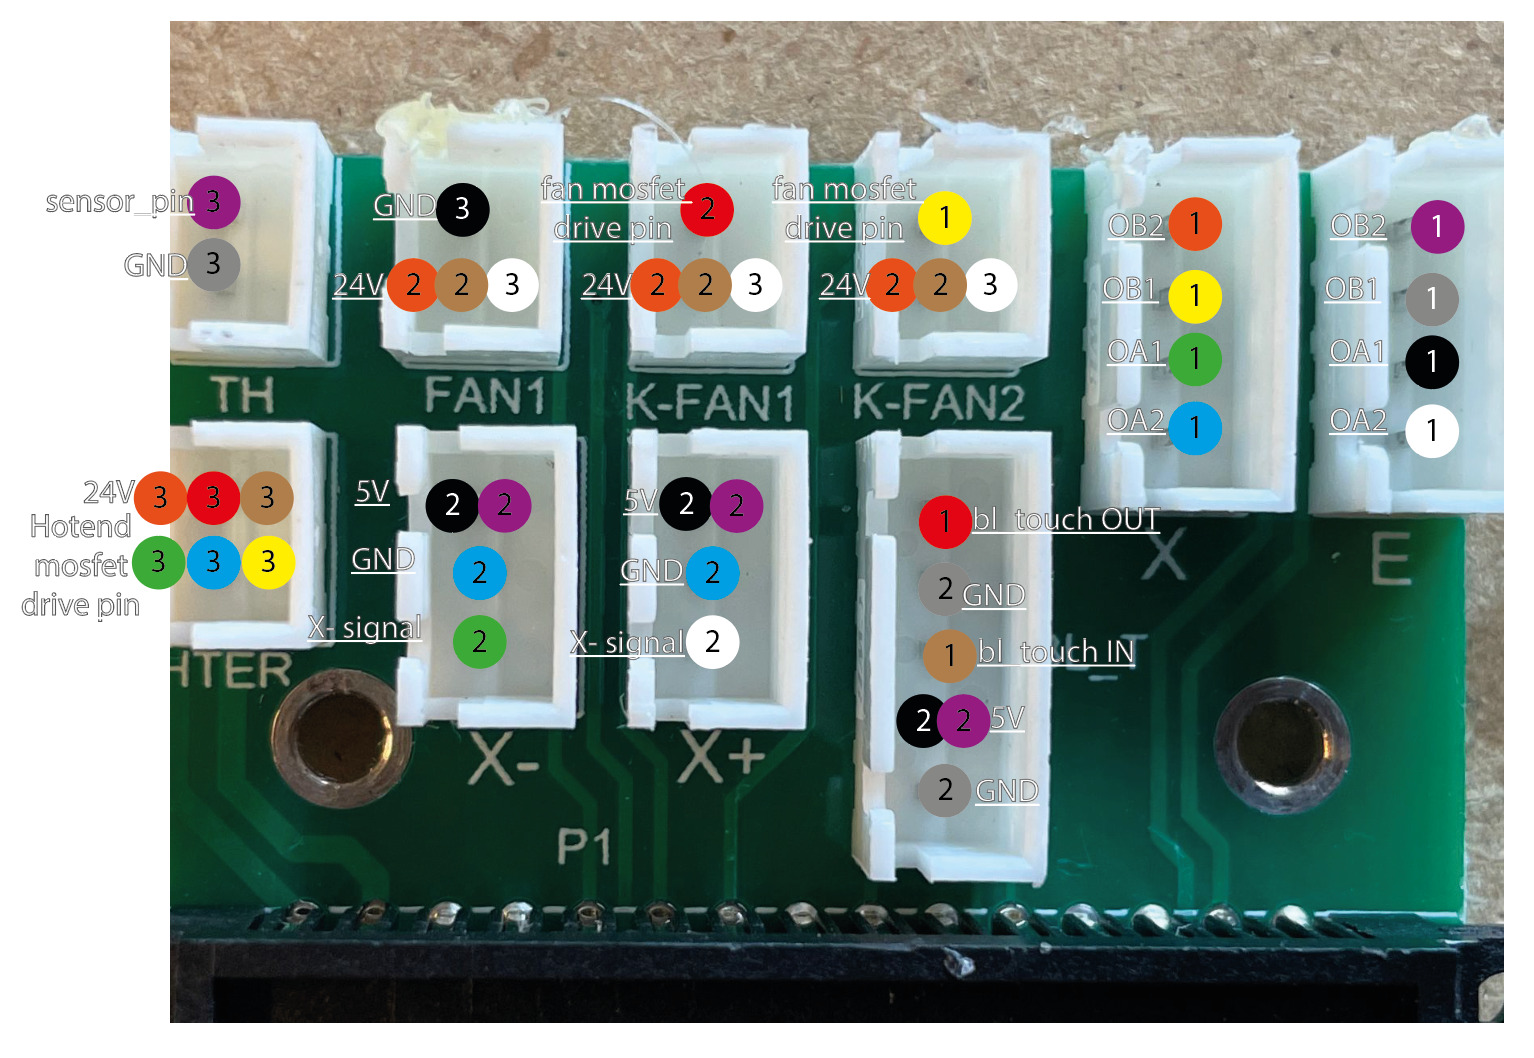 sensor_pin 3
GND 3
GND 3
24V 2 2 3
fan mosfet
drive pin 2
24V 2 2 3
fan mosfet
drive pin 1
24V 2 2 3
OB2 1
OB1 1
OA1 1
OA2 1
OB2 1
OB1 1
OA1 1
OA2 1
TH
FAN1
K-FAN1
K-FAN2
X
E
24V 3 3 3
Hotend
mosfet 3 3 3
drive pin
5V 2 2
GND 2
X- signal 2
5V 2 2
GND 2
X- signal 2
1 bl_touch OUT
2 GND
1 bl_touch IN
2 2 5V
2 GND
HTER
X-
X+
P1